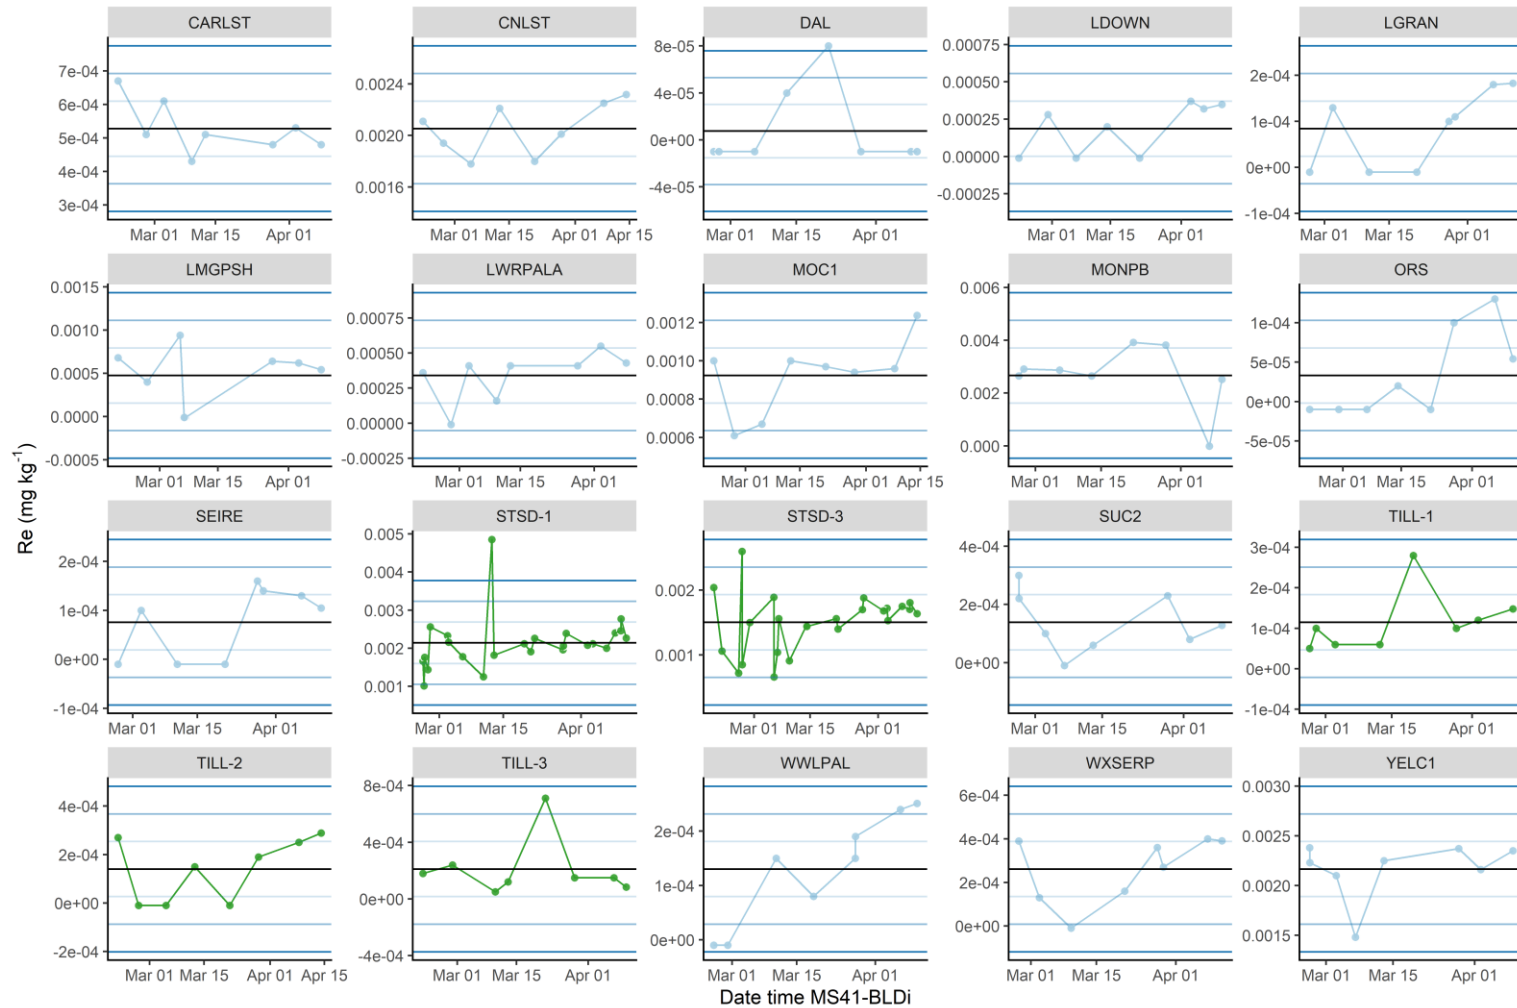 CARLST CNLST DAL LDOWN LGRAN
7e-04 6e-04 5e-04 4e-04 3e-04
Mar 01 Mar 15 Apr 01
0.0024 0.0020 0.0016
Mar 01 Mar 15 Apr 01 Apr 15
8e-05 4e-05 0e+00 -4e-05
Mar 01 Mar 15 Apr 01
0.00075 0.00050 0.00025 0.00000 -0.00025
Mar 01 Mar 15 Apr 01
2e-04 1e-04 0e+00 -1e-04
Mar 01 Mar 15 Apr 01
LMGPSH LWRPALA MOC1 MONPB ORS
0.0015 0.0010 0.0005 0.0000 -0.0005
Mar 01 Mar 15 Apr 01
0.00075 0.00050 0.00025 0.00000 -0.00025
Mar 01 Mar 15 Apr 01
0.0012 0.0010 0.0008 0.0006
Mar 01 Mar 15 Apr 01 Apr 15
0.006 0.004 0.002 0.000
Mar 01 Mar 15 Apr 01
1e-04 5e-05 0e+00 -5e-05
Mar 01 Mar 15 Apr 01
Re (mg kg⁻¹)
SEIRE STSD-1 STSD-3 SUC2 TILL-1
2e-04 1e-04 0e+00 -1e-04
Mar 01 Mar 15 Apr 01
0.005 0.004 0.003 0.002 0.001
Mar 01 Mar 15 Apr 01
0.002 0.001
Mar 01 Mar 15 Apr 01
4e-04 2e-04 0e+00
Mar 01 Mar 15 Apr 01
3e-04 2e-04 1e-04 0e+00 -1e-04
Mar 01 Mar 15 Apr 01
TILL-2 TILL-3 WWLPAL WXSERP YELC1
4e-04 2e-04 0e+00 -2e-04
Mar 01 Mar 15 Apr 01 Apr 15
8e-04 4e-04 0e+00 -4e-04
Mar 01 Mar 15 Apr 01
2e-04 1e-04 0e+00
Mar 01 Mar 15 Apr 01
6e-04 4e-04 2e-04 0e+00
Mar 01 Mar 15 Apr 01
0.0030 0.0025 0.0020 0.0015
Mar 01 Mar 15 Apr 01
Date time MS41-BLDi